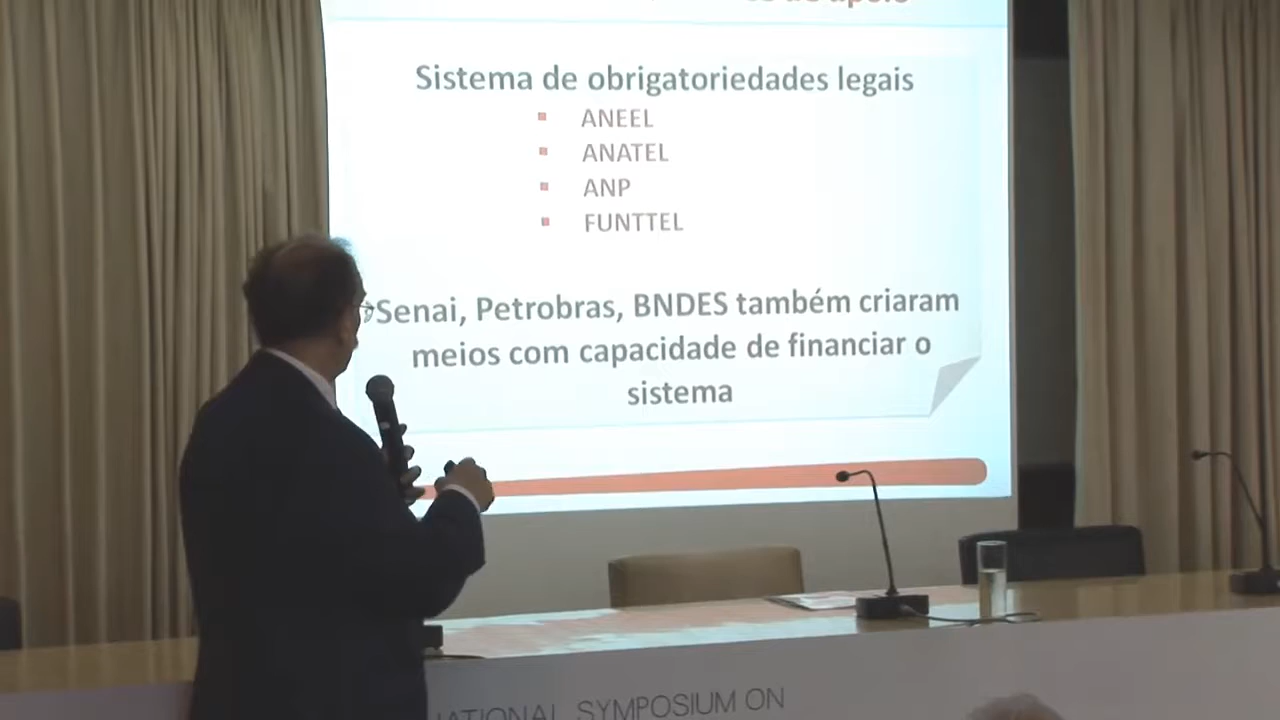 apoio
Sistema de obrigatoriedades legais
ANEEL
ANATEL
ANP
FUNTTEL
Senai, Petrobras, BNDES também criaram
meios com capacidade de financiar o
sistema
SYMPOSIUM ON